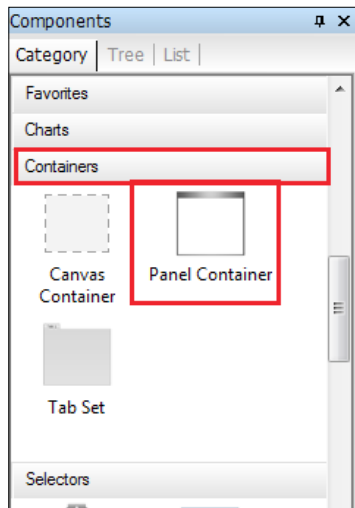 Components
Category | Tree | List |
Favorites
Charts
Containers
Canvas Panel Container
Container
Tab Set
Selectors